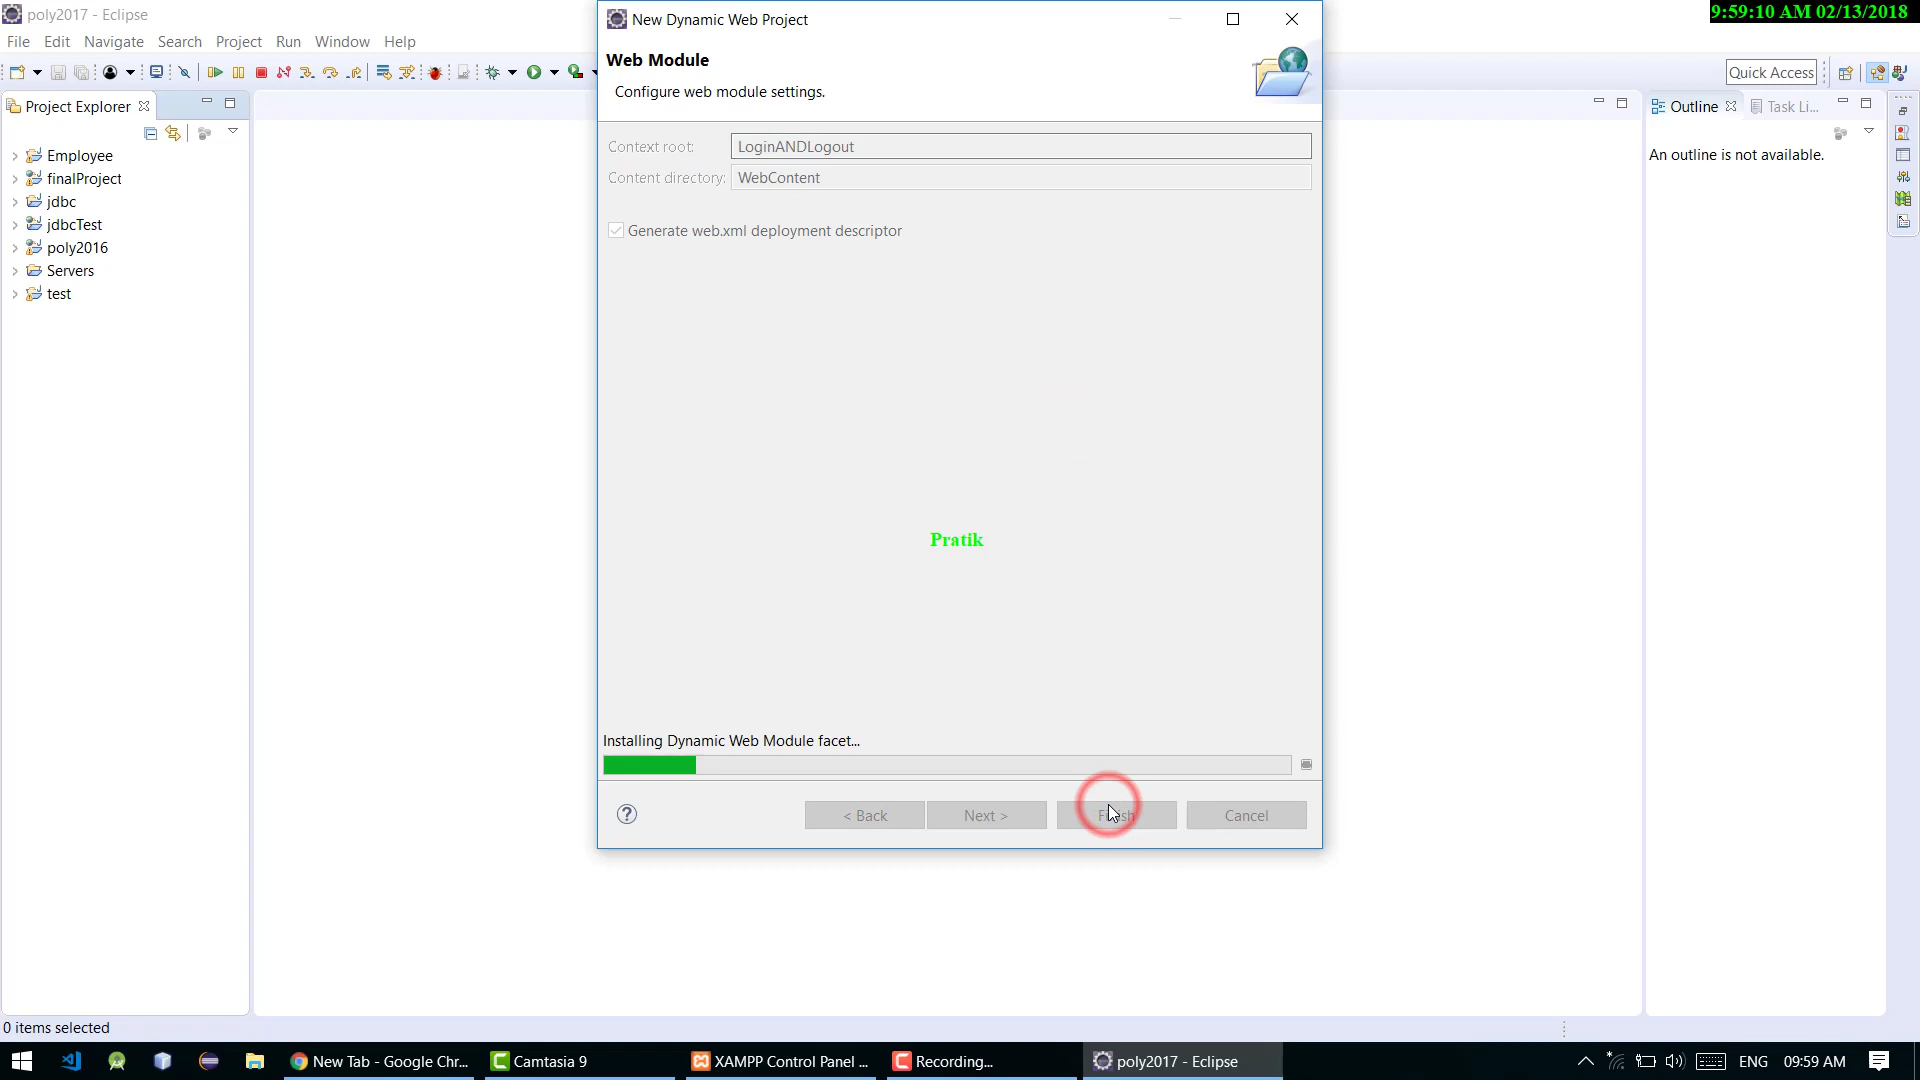 poly2017 - Eclipse
9:59:10 AM 02/13/2018
File Edit Navigate Search Project Run Window Help
Quick Access
Project Explorer
Employee
finalProject
jdbc
jdbcTest
poly2016
Servers
test
New Dynamic Web Project
Web Module
Configure web module settings.
Context root: LoginANDLogout
Content directory: WebContent
Generate web.xml deployment descriptor
Pratik
Installing Dynamic Web Module facet...
< Back Next > Finish Cancel
Outline Task Li...
An outline is not available.
0 items selected
New Tab - Google Chr... Camtasia 9 XAMPP Control Panel ... Recording... poly2017 - Eclipse ENG 09:59 AM